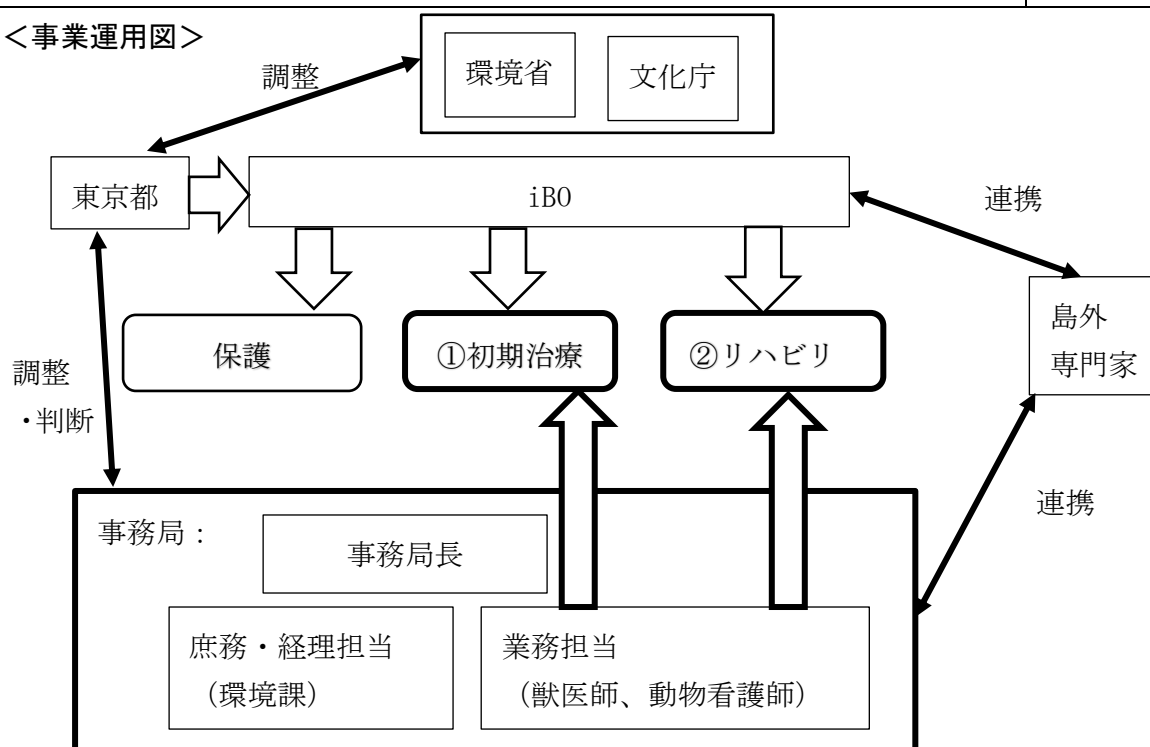 ＜事業運用図＞
調整
環境省
文化庁
東京都
iBO
連携
島外
専門家
保護
①初期治療
②リハビリ
調整
・判断
連携
事務局：
事務局長
庶務・経理担当
（環境課）
業務担当
（獣医師、動物看護師）